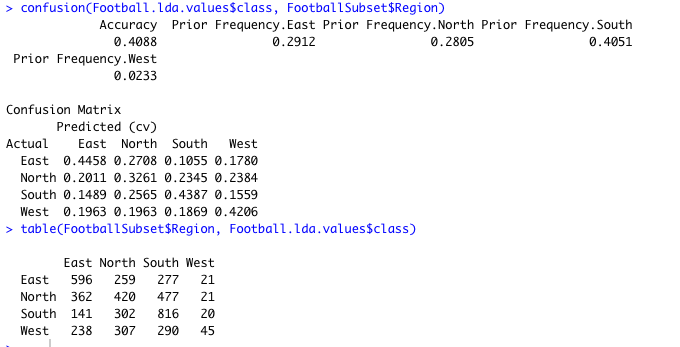 > confusion(Football.lda.values$class, FootballSubset$Region)
Accuracy Prior Frequency.East Prior Frequency.North Prior Frequency.South
0.4088 0.2912 0.2805 0.4051
Prior Frequency.West
0.0233
Confusion Matrix
Predicted (cv)
Actual East North South West
East 0.4458 0.2708 0.1055 0.1780
North 0.2011 0.3261 0.2345 0.2384
South 0.1489 0.2565 0.4387 0.1559
West 0.1963 0.1963 0.1869 0.4206
> table(FootballSubset$Region, Football.lda.values$class)
East North South West
East 596 259 277 21
North 362 420 477 21
South 141 302 816 20
West 238 307 290 45